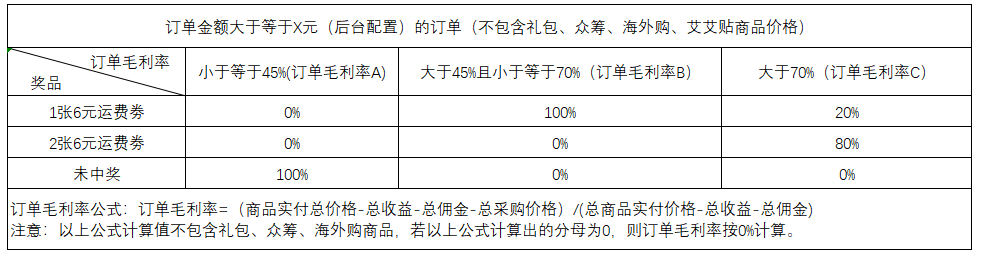 订单金额大于等于X元（后台配置）的订单（不包含礼包、众筹、海外购、艾艾贴商品价格）
订单毛利率
奖品
小于等于45%(订单毛利率A)
大于45%且小于等于70%（订单毛利率B）
大于70%（订单毛利率C）
1张6元运费券 0% 100% 20%
2张6元运费券 0% 0% 80%
未中奖 100% 0% 0%
订单毛利率公式：订单毛利率=（商品实付总价格-总收益-总佣金-总采购价格）/(总商品实付价格-总收益-总佣金)
注意：以上公式计算值不包含礼包、众筹、海外购商品，若以上公式计算出的分母为0，则订单毛利率按0%计算。